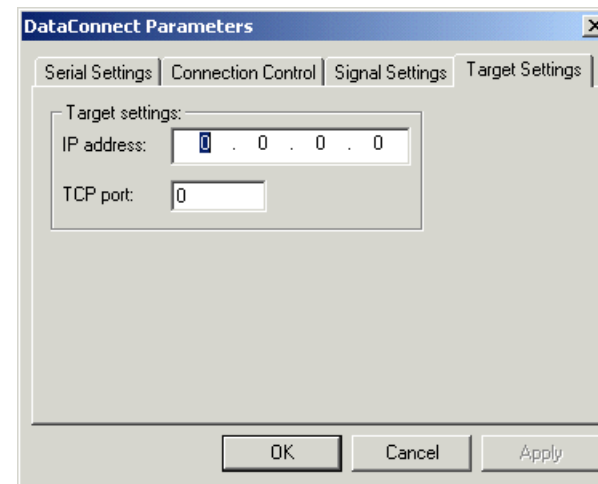 DataConnect Parameters
Serial Settings Connection Control Signal Settings Target Settings
Target settings:
IP address: 0 . 0 . 0 . 0
TCP port: 0
OK Cancel Apply